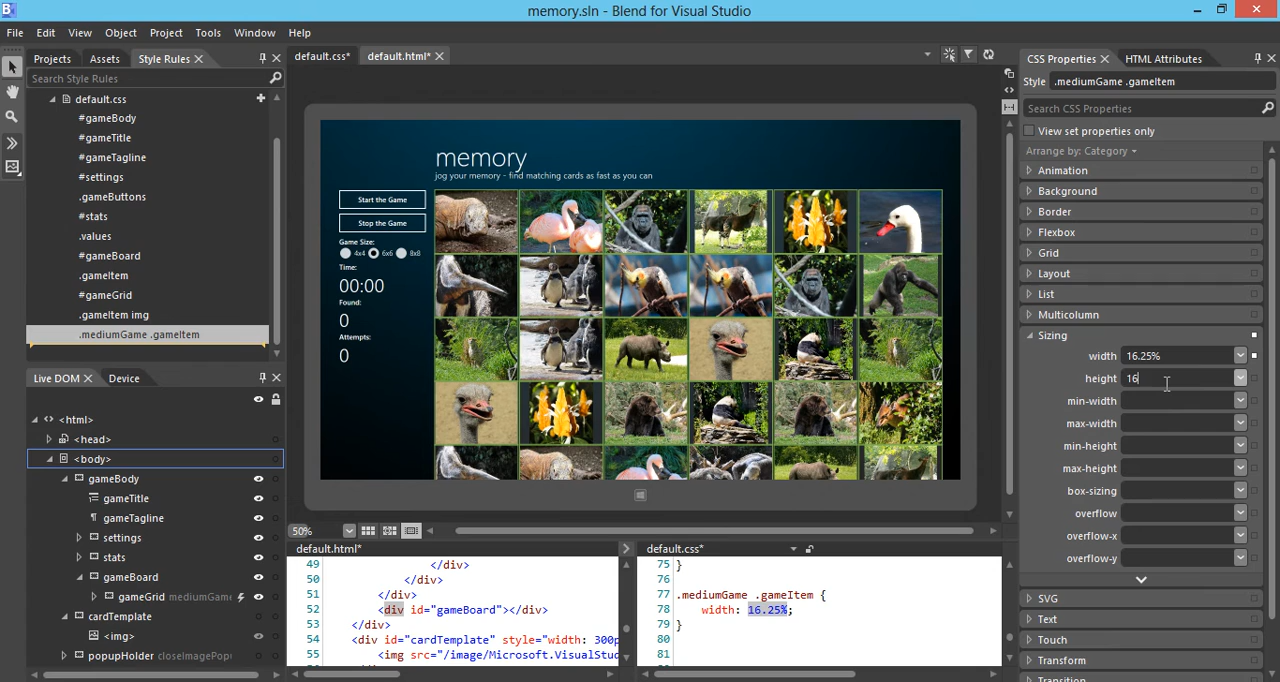 memory.sln - Blend for Visual Studio
File Edit View Object Project Tools Window Help
Projects Assets Style Rules
Search Style Rules
default.css
#gameBody
#gameTitle
#gameTagline
#settings
.gameButtons
#stats
.values
#gameBoard
.gameItem
#gameGrid
.gameItem img
.mediumGame .gameItem
Live DOM Device
<html>
<head>
<body>
gameBody
gameTitle
gameTagline
settings
stats
gameBoard
gameGrid mediumGame
cardTemplate
<img>
popupHolder closeImagePopu
default.css* default.html*
memory
jog your memory - find matching cards as fast as you can
Start the Game
Stop the Game
Game Size:
4x4 6x6 8x8
Time:
00:00
Found:
0
Attempts:
0
50%
default.html*
49 </div>
50 </div>
51 </div>
52 <div id="gameBoard"></div>
53 </div>
54 <div id="cardTemplate" style="width: 300p
55 <img src="/image/Microsoft.VisualStu
default.css*
75 }
76
77 .mediumGame .gameItem {
78 width: 16.25%;
79 }
80
81
CSS Properties HTML Attributes
Style .mediumGame .gameItem
Search CSS Properties
View set properties only
Arrange by: Category
Animation
Background
Border
Flexbox
Grid
Layout
List
Multicolumn
Sizing
width 16.25%
height 16
min-width
max-width
min-height
max-height
box-sizing
overflow
overflow-x
overflow-y
SVG
Text
Touch
Transform
Transition